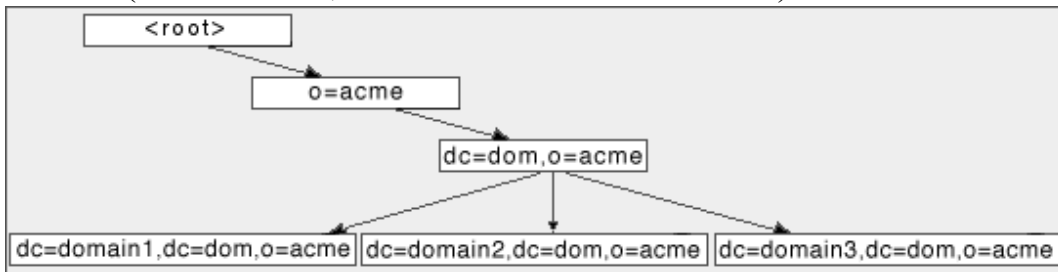 <root>
o=acme
dc=dom,o=acme
dc=domain1,dc=dom,o=acme
dc=domain2,dc=dom,o=acme
dc=domain3,dc=dom,o=acme